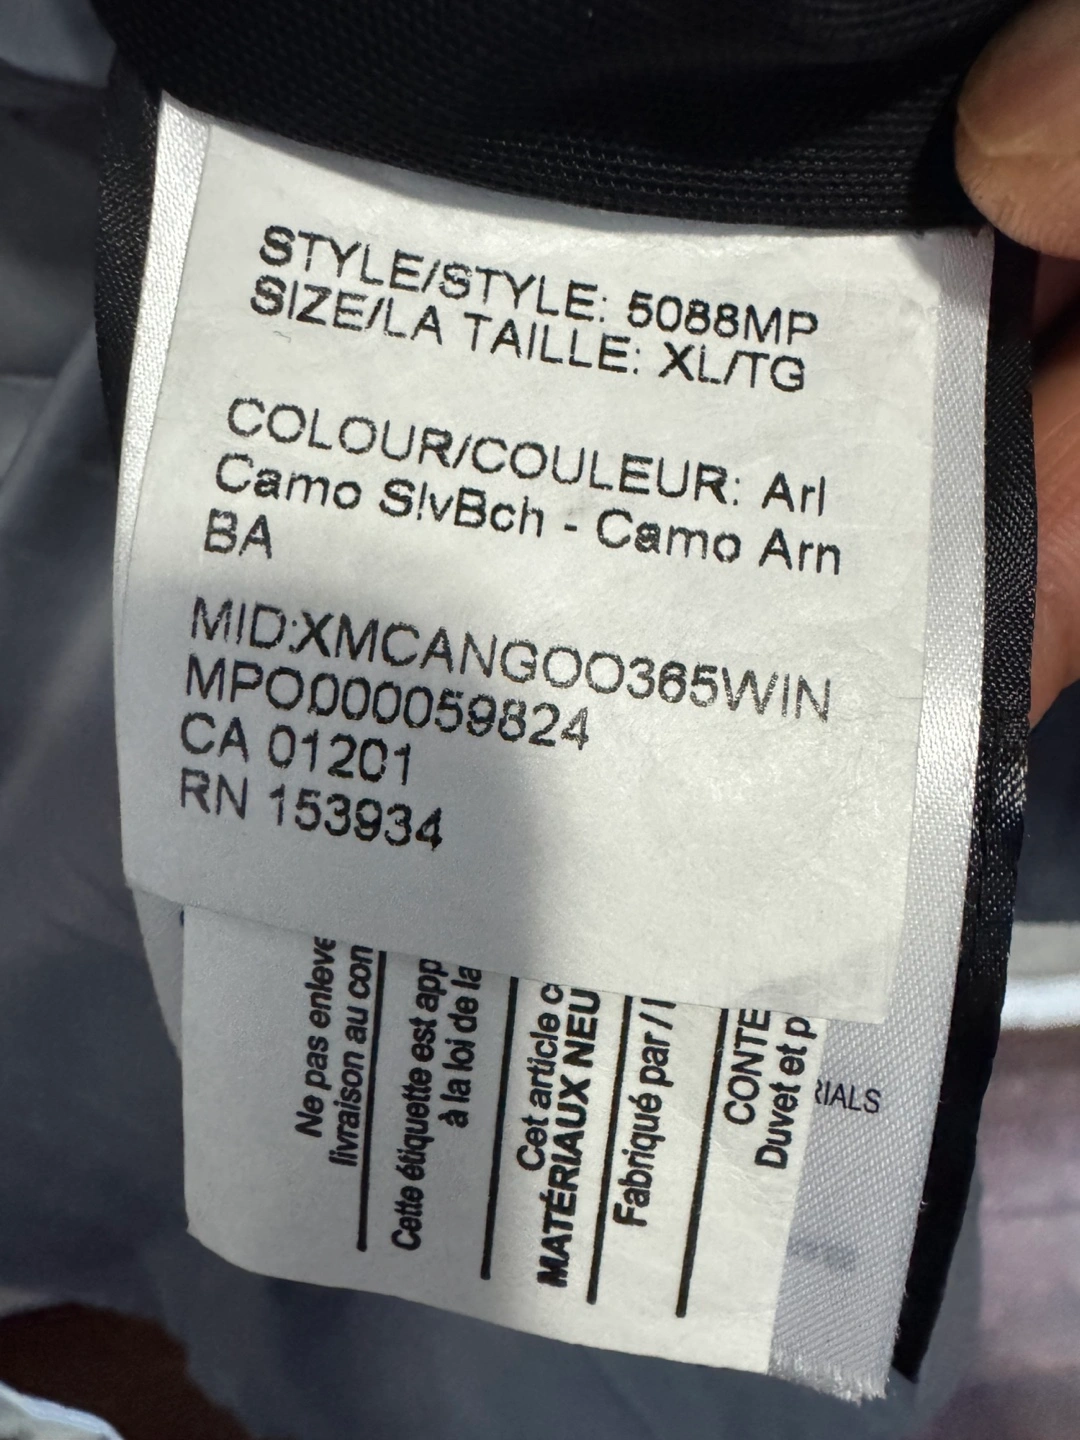 STYLE/STYLE: 5088MP
SIZE/LA TAILLE: XL/TG
COLOUR/COULEUR: Arl
Camo SlvBch - Camo Arn
BA
MID:XMCANGOO365WIN
MPO0000059824
CA 01201
RN 153934
Ne pas enleve
livraison au con
Cette étiquette est app
à la loi de la
Cet article c
MATÉRIAUX NEU
Fabriqué par / 
CONTE
Duvet et p
RIALS